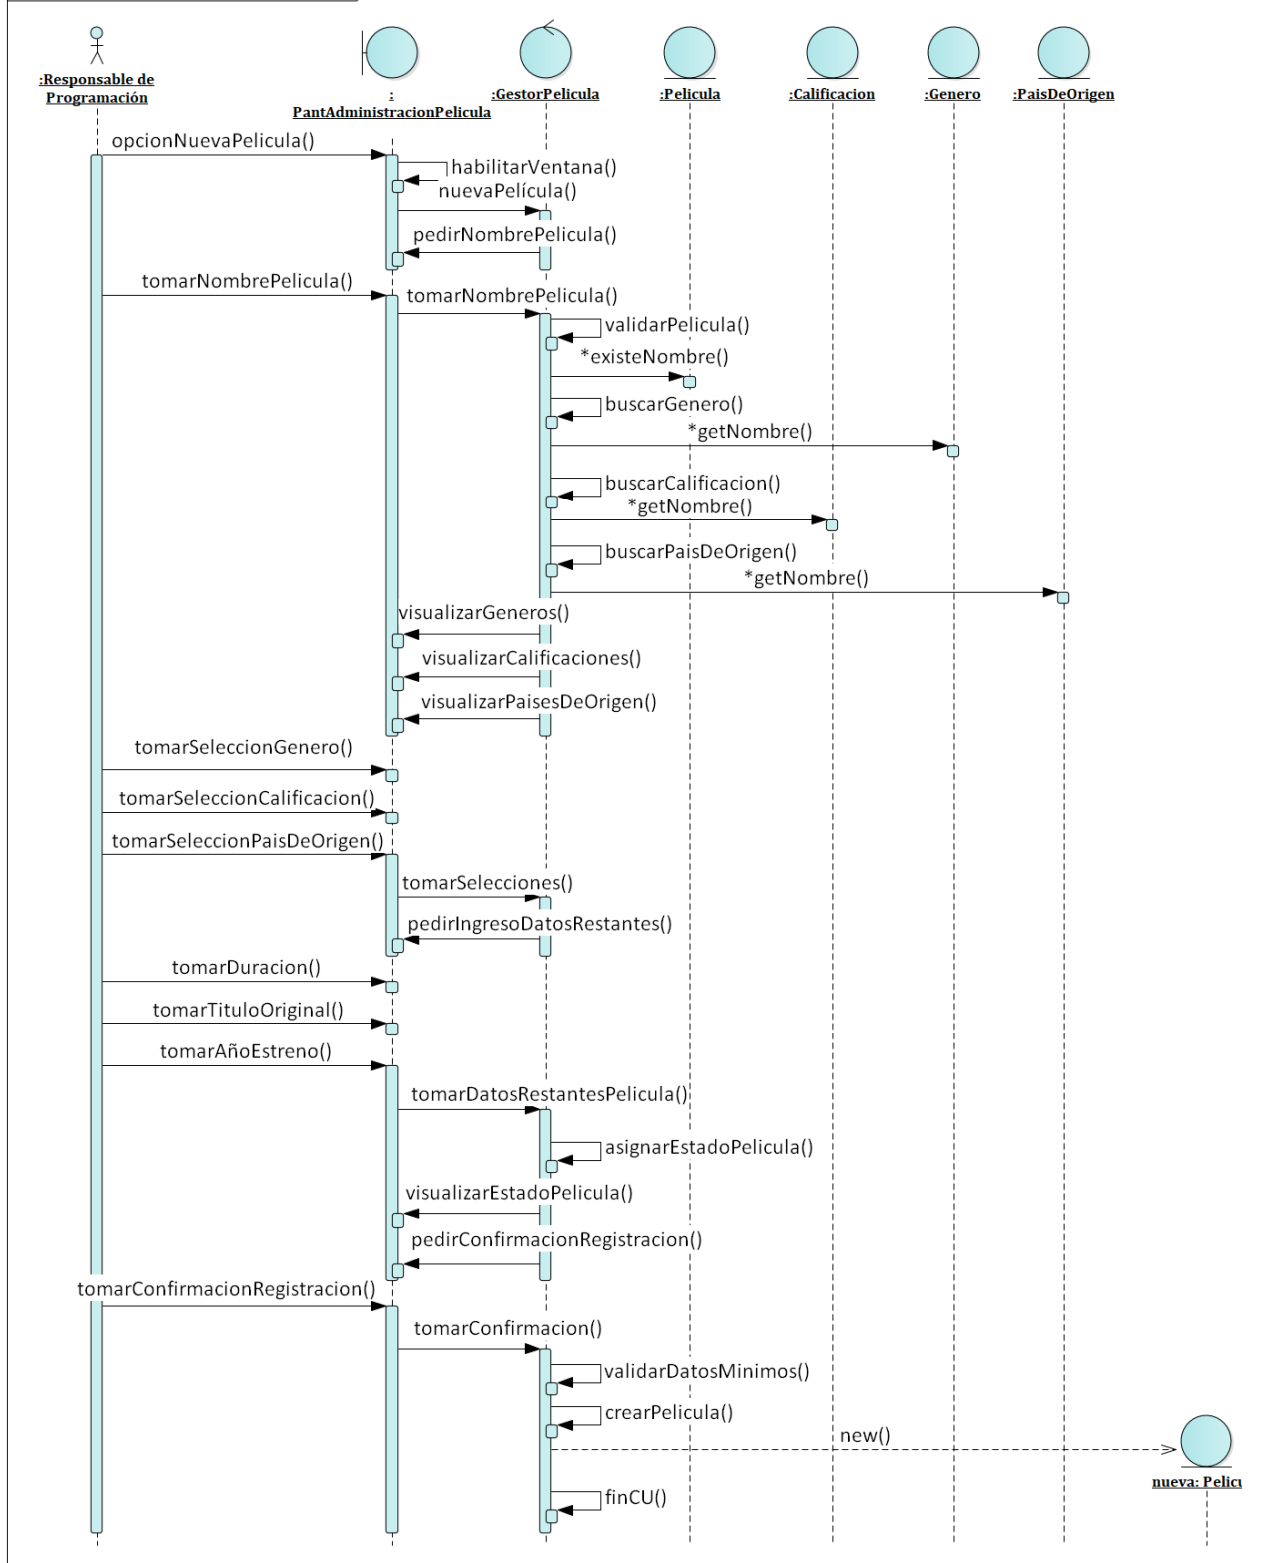 :Responsable de
Programación
:
PantAdministracionPelicula
:GestorPelicula
:Pelicula
:Calificacion
:Genero
:PaisDeOrigen
opcionNuevaPelicula()
habilitarVentana()
nuevaPelícula()
pedirNombrePelicula()
tomarNombrePelicula()
tomarNombrePelicula()
validarPelicula()
*existeNombre()
buscarGenero()
*getNombre()
buscarCalificacion()
*getNombre()
buscarPaisDeOrigen()
*getNombre()
visualizarGeneros()
visualizarCalificaciones()
visualizarPaisesDeOrigen()
tomarSeleccionGenero()
tomarSeleccionCalificacion()
tomarSeleccionPaisDeOrigen()
tomarSelecciones()
pedirIngresoDatosRestantes()
tomarDuracion()
tomarTituloOriginal()
tomarAñoEstreno()
tomarDatosRestantesPelicula()
asignarEstadoPelicula()
visualizarEstadoPelicula()
pedirConfirmacionRegistracion()
tomarConfirmacionRegistracion()
tomarConfirmacion()
validarDatosMinimos()
crearPelicula()
new()
nueva: Pelicu
finCU()